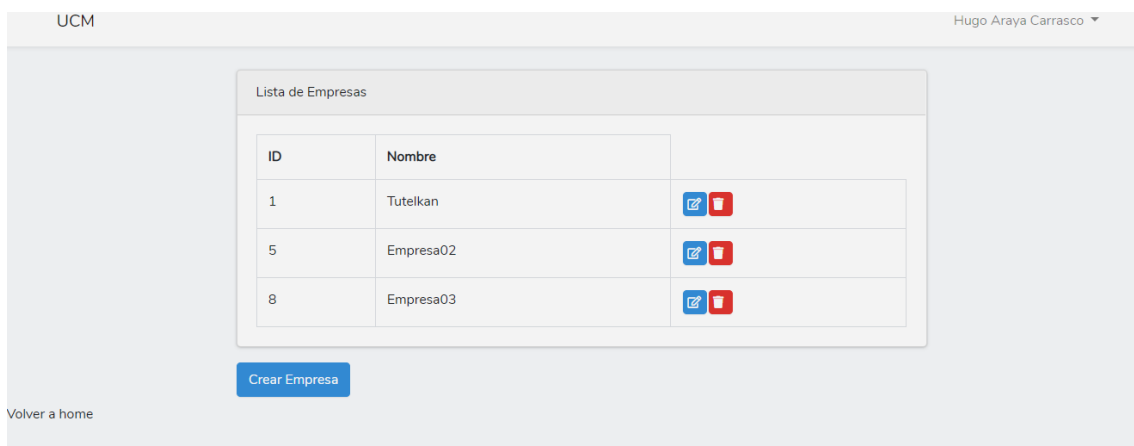 UCM Hugo Araya Carrasco
Lista de Empresas
ID Nombre
1 Tutelkan
5 Empresa02
8 Empresa03
Crear Empresa
Volver a home